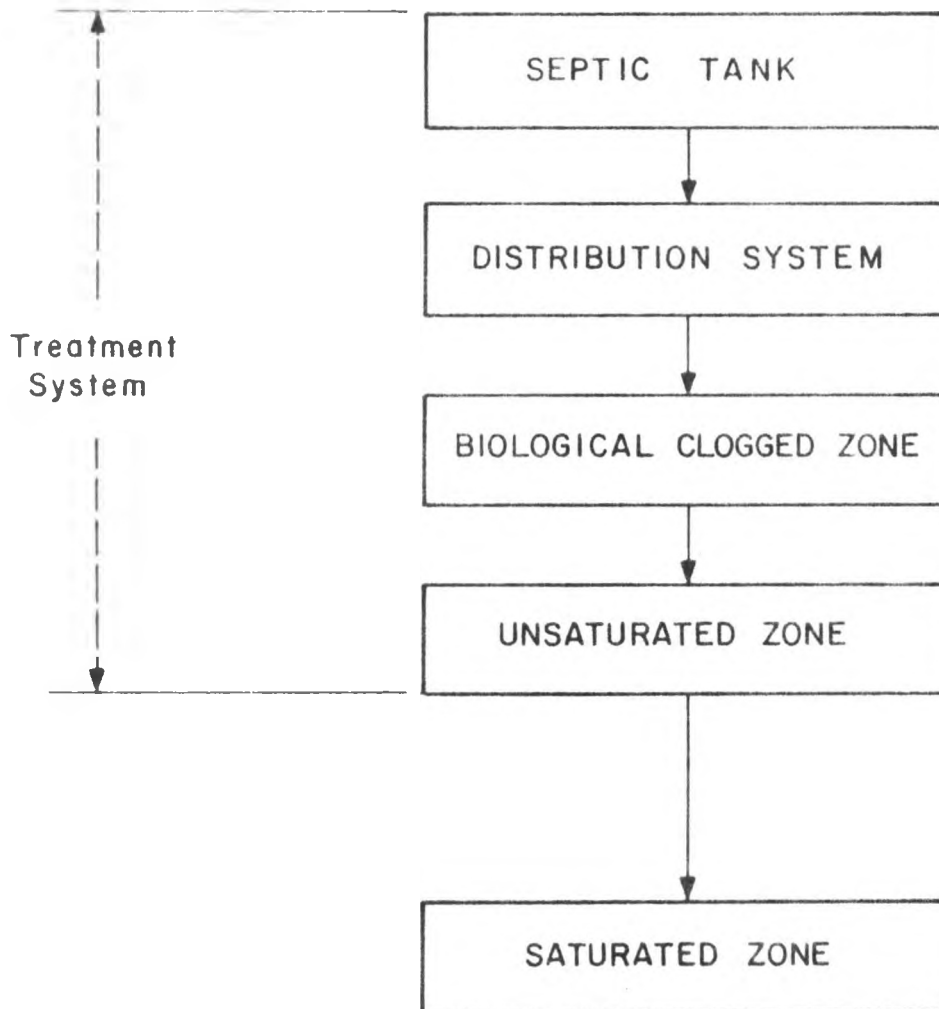 SEPTIC TANK
DISTRIBUTION SYSTEM
Treatment
System
BIOLOGICAL CLOGGED ZONE
UNSATURATED ZONE
SATURATED ZONE